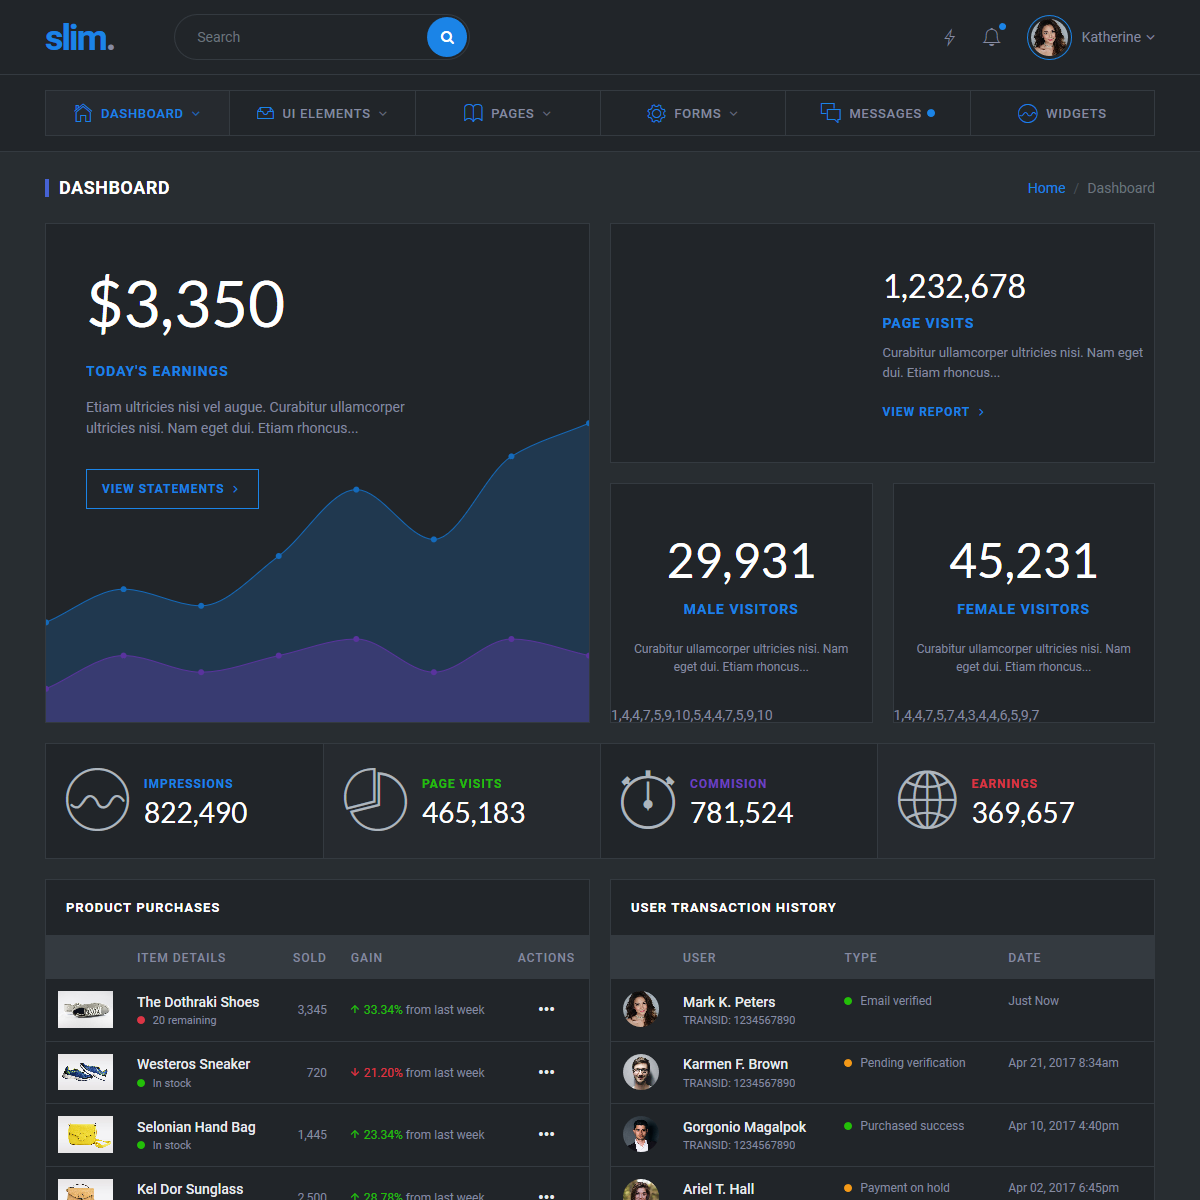 slim.
Search
Katherine
DASHBOARD
UI ELEMENTS
PAGES
FORMS
MESSAGES
WIDGETS
DASHBOARD
Home / Dashboard
$3,350
TODAY'S EARNINGS
Etiam ultricies nisi vel augue. Curabitur ullamcorper
ultricies nisi. Nam eget dui. Etiam rhoncus...
VIEW STATEMENTS
1,232,678
PAGE VISITS
Curabitur ullamcorper ultricies nisi. Nam eget
dui. Etiam rhoncus...
VIEW REPORT
29,931
MALE VISITORS
Curabitur ullamcorper ultricies nisi. Nam
eget dui. Etiam rhoncus...
1,4,4,7,5,9,10,5,4,4,7,5,9,10
45,231
FEMALE VISITORS
Curabitur ullamcorper ultricies nisi. Nam
eget dui. Etiam rhoncus...
1,4,4,7,5,7,4,3,4,4,6,5,9,7
IMPRESSIONS
822,490
PAGE VISITS
465,183
COMMISION
781,524
EARNINGS
369,657
PRODUCT PURCHASES
ITEM DETAILS SOLD GAIN ACTIONS
The Dothraki Shoes
20 remaining
3,345
33.34% from last week
Westeros Sneaker
In stock
720
21.20% from last week
Selonian Hand Bag
In stock
1,445
23.34% from last week
Kel Dor Sunglass
2,500
28.78% from last week
USER TRANSACTION HISTORY
USER TYPE DATE
Mark K. Peters
TRANSID: 1234567890
Email verified
Just Now
Karmen F. Brown
TRANSID: 1234567890
Pending verification
Apr 21, 2017 8:34am
Gorgonio Magalpok
TRANSID: 1234567890
Purchased success
Apr 10, 2017 4:40pm
Ariel T. Hall
Payment on hold
Apr 02, 2017 6:45pm